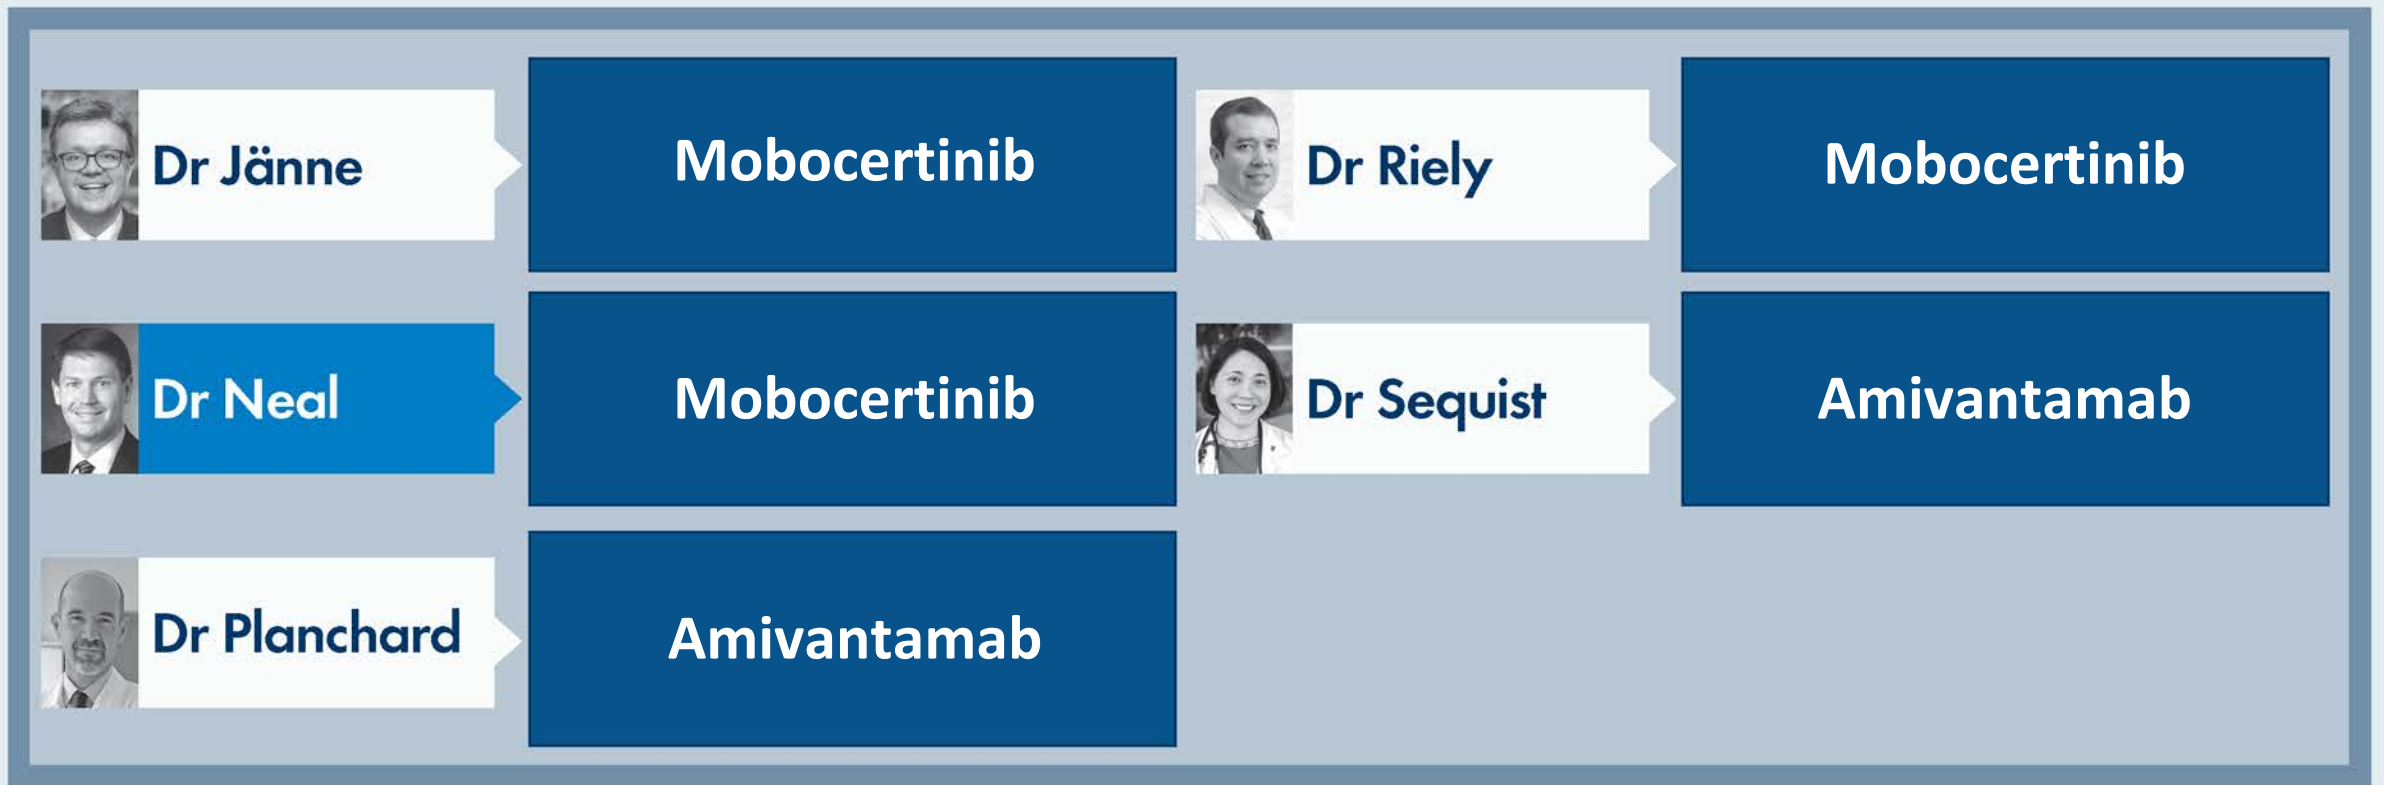 Dr Jänne
Mobocertinib
Dr Riely
Mobocertinib
Dr Neal
Mobocertinib
Dr Sequist
Amivantamab
Dr Planchard
Amivantamab